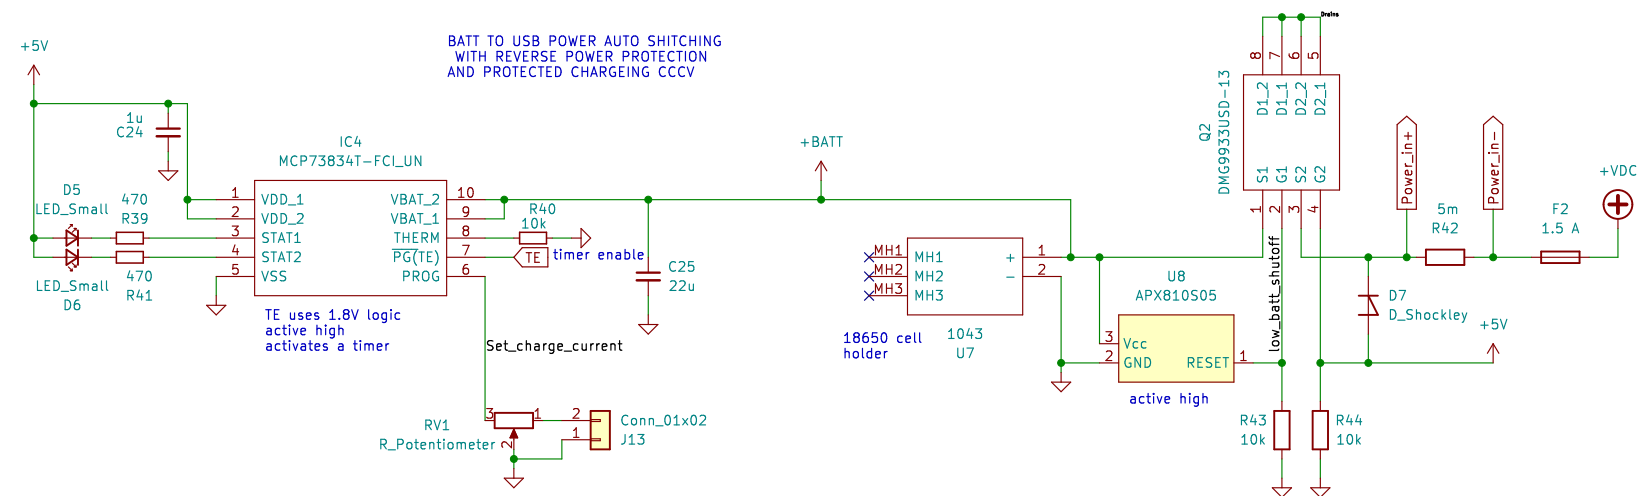 BATT TO USB POWER AUTO SHITCHING
WITH REVERSE POWER PROTECTION
AND PROTECTED CHARGEING CCCV
+5V
1u
C24
D5
LED_Small
470
R39
470
R41
LED_Small
D6
IC4
MCP73834T-FCI_UN
1 VDD_1
2 VDD_2
3 STAT1
4 STAT2
5 VSS
VBAT_2 10
VBAT_1 9
THERM 8
PG(TE) 7
PROG 6
R40
10k
TE
timer enable
TE uses 1.8V logic
active high
activates a timer
Set_charge_current
C25
22u
RV1
R_Potentiometer
3
1
2
2
1
Conn_01x02
J13
+BATT
MH1 MH1
MH2 MH2
MH3 MH3
+ 1
- 2
1043
U7
18650 cell
holder
U8
APX810S05
3 Vcc
2 GND
RESET 1
active high
low_batt_shutoff
Drains
Q2
DMG9933USD-13
8 7 6 5
D1_2 D1_1 D2_2 D2_1
S1 G1 S2 G2
1 2 3 4
R43
10k
R44
10k
Power_in+
Power_in-
5m
R42
F2
1.5 A
+VDC
D7
D_Shockley
+5V